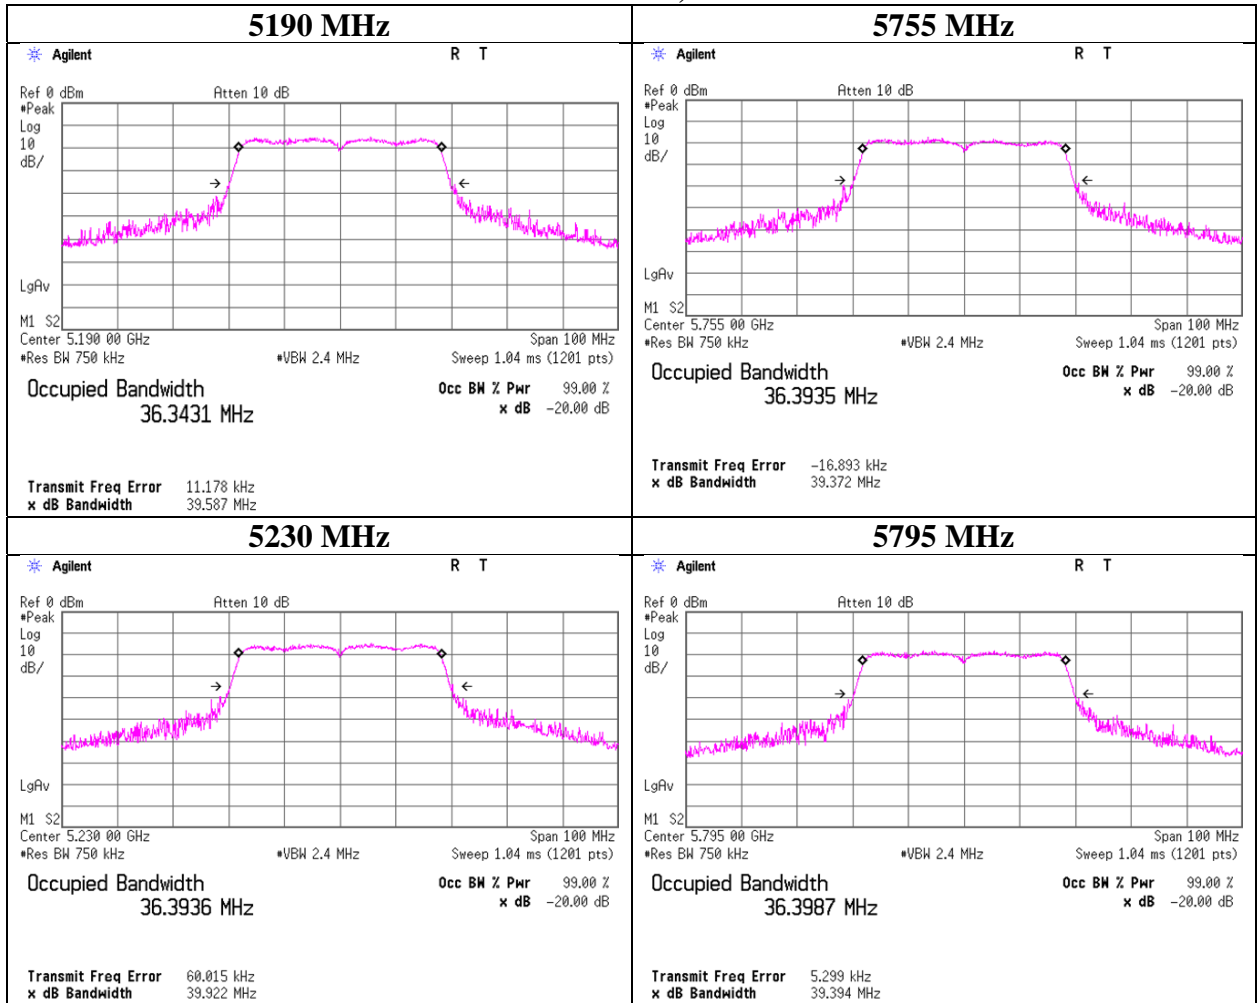 5190 MHz
Agilent R T
Ref 0 dBm Atten 10 dB
#Peak
Log
10
dB/
LgAv
M1 S2
Center 5.190 00 GHz Span 100 MHz
#Res BW 750 kHz #VBW 2.4 MHz Sweep 1.04 ms (1201 pts)
Occupied Bandwidth Occ BW % Pwr 99.00 %
36.3431 MHz x dB -20.00 dB
Transmit Freq Error 11.178 kHz
x dB Bandwidth 39.587 MHz
5755 MHz
Agilent R T
Ref 0 dBm Atten 10 dB
#Peak
Log
10
dB/
LgAv
M1 S2
Center 5.755 00 GHz Span 100 MHz
#Res BW 750 kHz #VBW 2.4 MHz Sweep 1.04 ms (1201 pts)
Occupied Bandwidth Occ BW % Pwr 99.00 %
36.3935 MHz x dB -20.00 dB
Transmit Freq Error -16.893 kHz
x dB Bandwidth 39.372 MHz
5230 MHz
Agilent R T
Ref 0 dBm Atten 10 dB
#Peak
Log
10
dB/
LgAv
M1 S2
Center 5.230 00 GHz Span 100 MHz
#Res BW 750 kHz #VBW 2.4 MHz Sweep 1.04 ms (1201 pts)
Occupied Bandwidth Occ BW % Pwr 99.00 %
36.3936 MHz x dB -20.00 dB
Transmit Freq Error 60.015 kHz
x dB Bandwidth 39.922 MHz
5795 MHz
Agilent R T
Ref 0 dBm Atten 10 dB
#Peak
Log
10
dB/
LgAv
M1 S2
Center 5.795 00 GHz Span 100 MHz
#Res BW 750 kHz #VBW 2.4 MHz Sweep 1.04 ms (1201 pts)
Occupied Bandwidth Occ BW % Pwr 99.00 %
36.3987 MHz x dB -20.00 dB
Transmit Freq Error 5.299 kHz
x dB Bandwidth 39.394 MHz